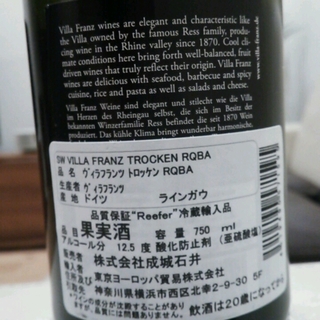 Villa Franz wines are elegant and characteristic like
the Villa owned by the famous Ress family, produ-
cing wine in the Rhine valley since 1870. Cool cli-
mate conditions here bring forth well-balanced, fruit
driven wines that truly reflect their origin. Villa Franz
wines are delicious with seafood, barbecue and spicy
cuisine, rice and pasta as well as salads and cheese.
Villa Franz Weine sind elegant und stilecht wie die Villa
im Herzen des Rheingau selbst, die sich im Besitz der
bekannten Winzerfamilie Ress befindet die seit 1870 Wein
produziert. Das kühle Klima bringt wunderbar harmonische,
www.villa-franz.de
SW VILLA FRANZ TROCKEN RQBA
品 名 ヴィラフランツ トロッケン RQBA
生産者 ヴィラフランツ
産 地 ドイツ ラインガウ
品質保証"Reefer"冷蔵輸入品
果実酒 容 量 750 ml
アルコール分 12.5 度 酸化防止剤 (亜硫酸塩
株式会社成城石井
東京ヨーロッパ貿易株式会社
神奈川県横浜市西区北幸2-9-30 5F
飲酒は20歳になってから